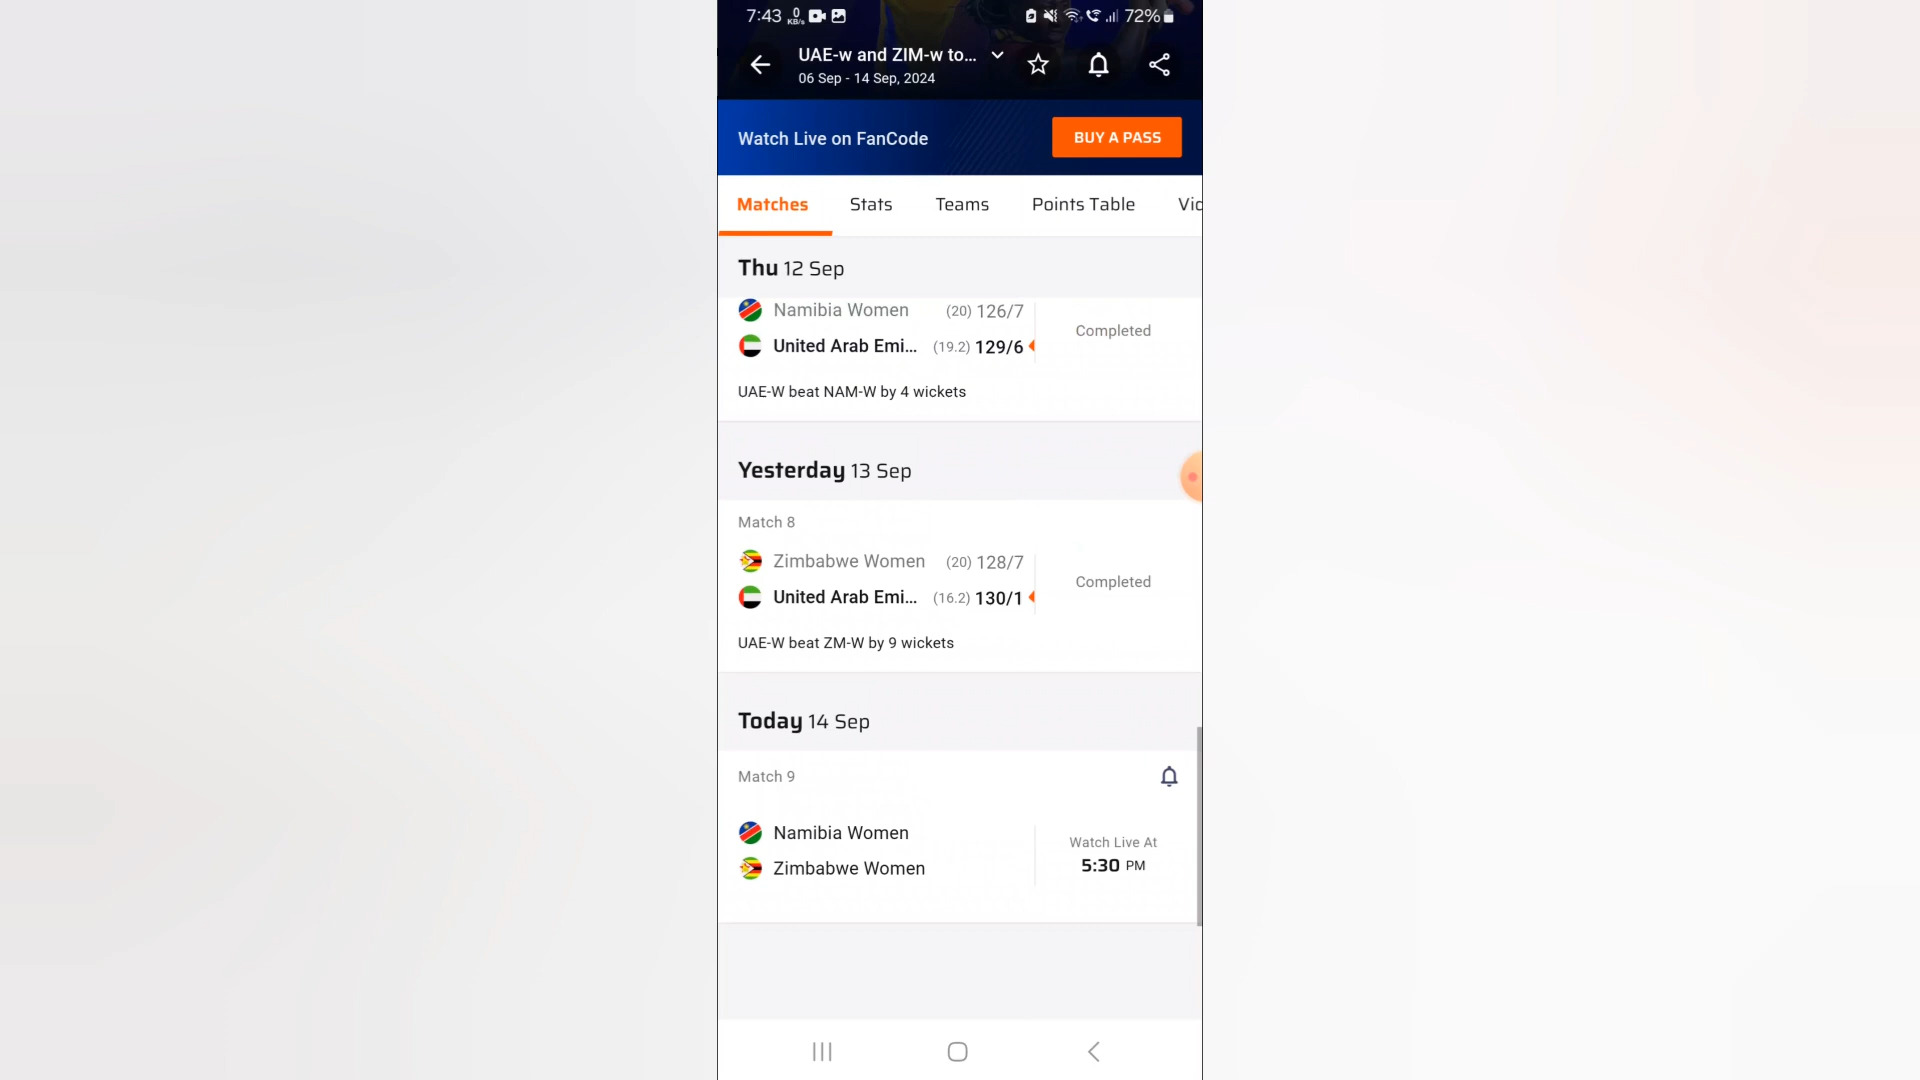 7:43 0 KB/s 72%
UAE-w and ZIM-w to...
06 Sep - 14 Sep, 2024
Watch Live on FanCode BUY A PASS
Matches Stats Teams Points Table Vid
Thu 12 Sep
Namibia Women (20) 126/7
Completed
United Arab Emi... (19.2) 129/6
UAE-W beat NAM-W by 4 wickets
Yesterday 13 Sep
Match 8
Zimbabwe Women (20) 128/7
Completed
United Arab Emi... (16.2) 130/1
UAE-W beat ZM-W by 9 wickets
Today 14 Sep
Match 9
Namibia Women
Watch Live At
Zimbabwe Women
5:30 PM